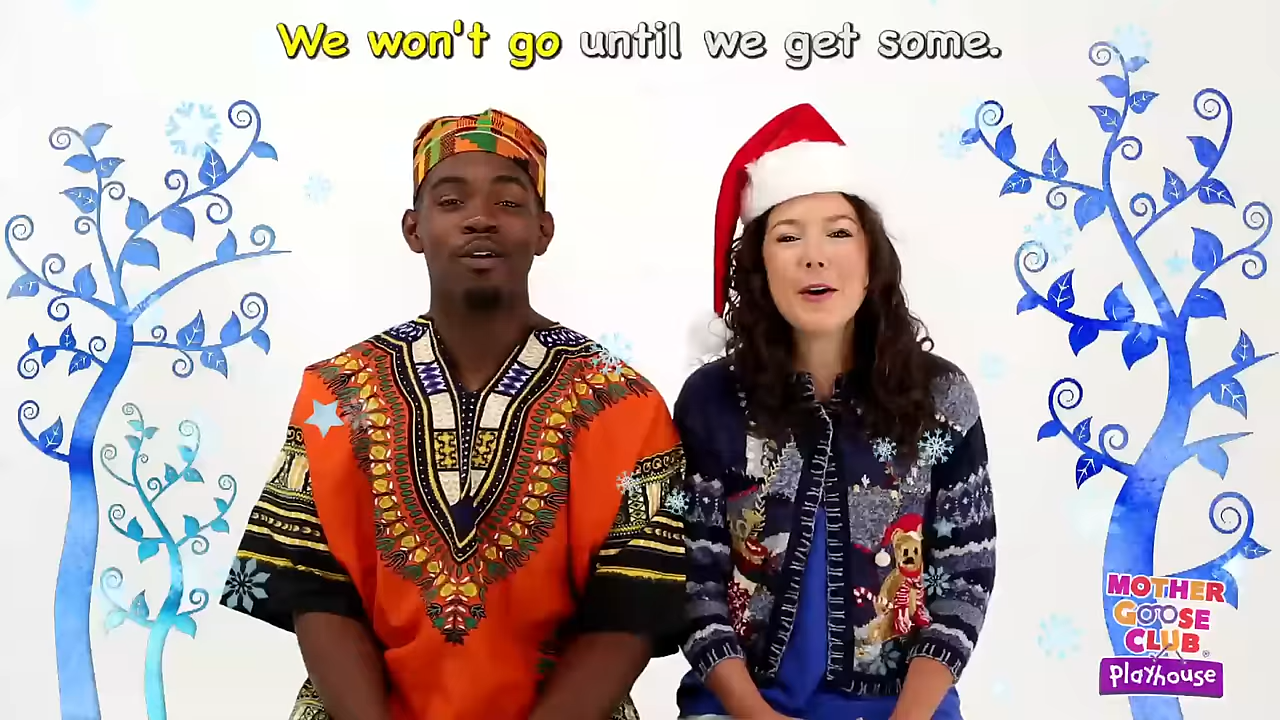 We won't go until we get some.
MOTHER
GOOSE
CLUB®
Playhouse